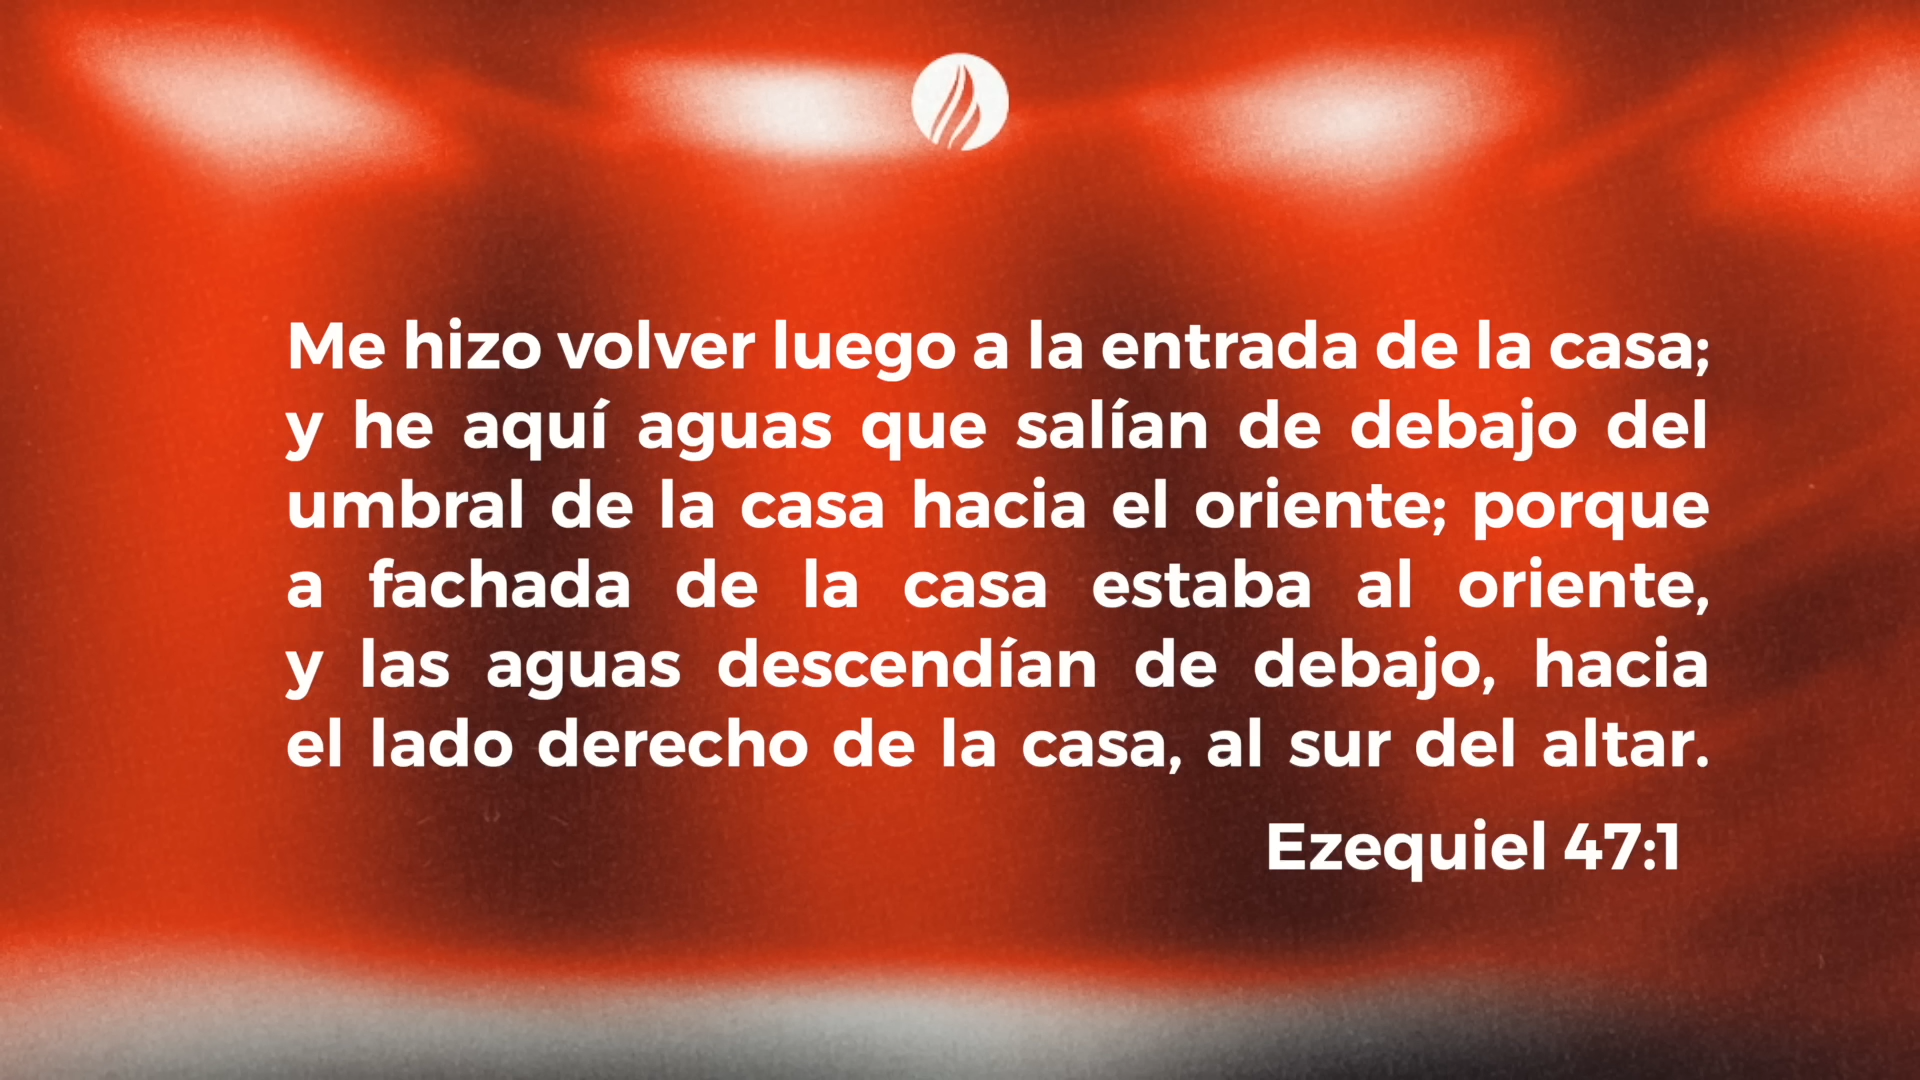 Me hizo volver luego a la entrada de la casa;
y he aquí aguas que salían de debajo del
umbral de la casa hacia el oriente; porque
a fachada de la casa estaba al oriente,
y las aguas descendían de debajo, hacia
el lado derecho de la casa, al sur del altar.
Ezequiel 47:1